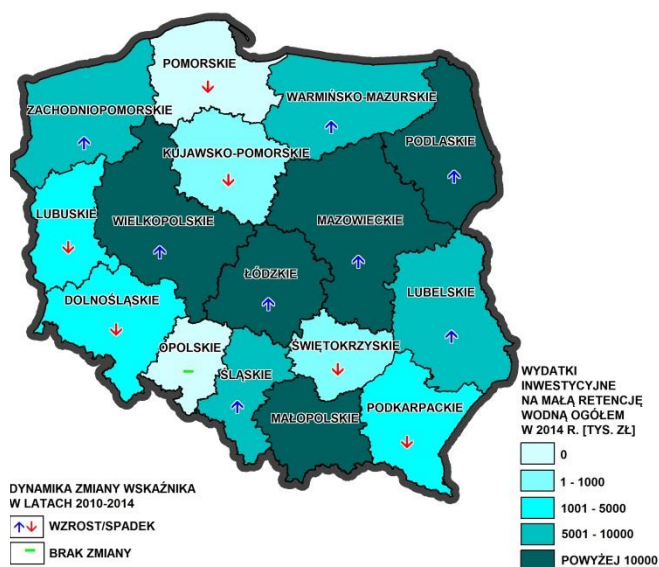 POMORSKIE
ZACHODNIOPOMORSKIE
WARMIŃSKO-MAZURSKIE
PODLASKIE
KUJAWSKO-POMORSKIE
LUBUSKIE
WIELKOPOLSKIE
MAZOWIECKIE
ŁÓDZKIE
LUBELSKIE
DOLNOŚLĄSKIE
OPOLSKIE
ŚLĄSKIE
ŚWIĘTOKRZYSKIE
MAŁOPOLSKIE
PODKARPACKIE
WYDATKI
INWESTYCYJNE
NA MAŁĄ RETENCJĘ
WODNĄ OGÓŁEM
W 2014 R. [TYS. ZŁ]
0
1 - 1000
1001 - 5000
5001 - 10000
POWYŻEJ 10000
DYNAMIKA ZMIANY WSKAŹNIKA
W LATACH 2010-2014
WZROST/SPADEK
BRAK ZMIANY